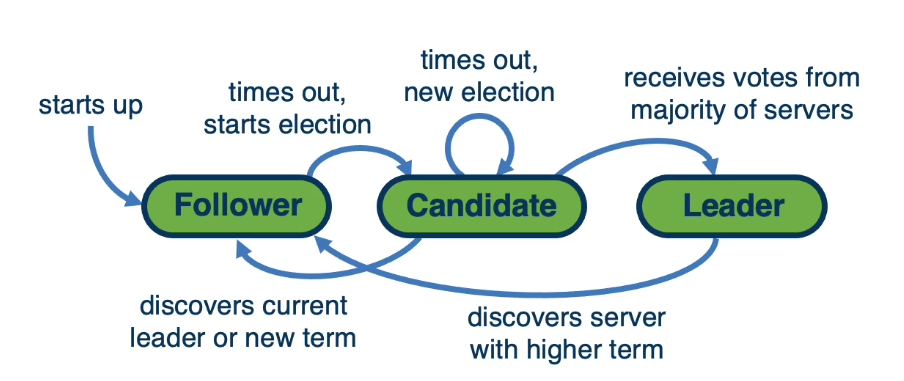 starts up
times out,
starts election
times out,
new election
receives votes from
majority of servers
Follower
Candidate
Leader
discovers current
leader or new term
discovers server
with higher term